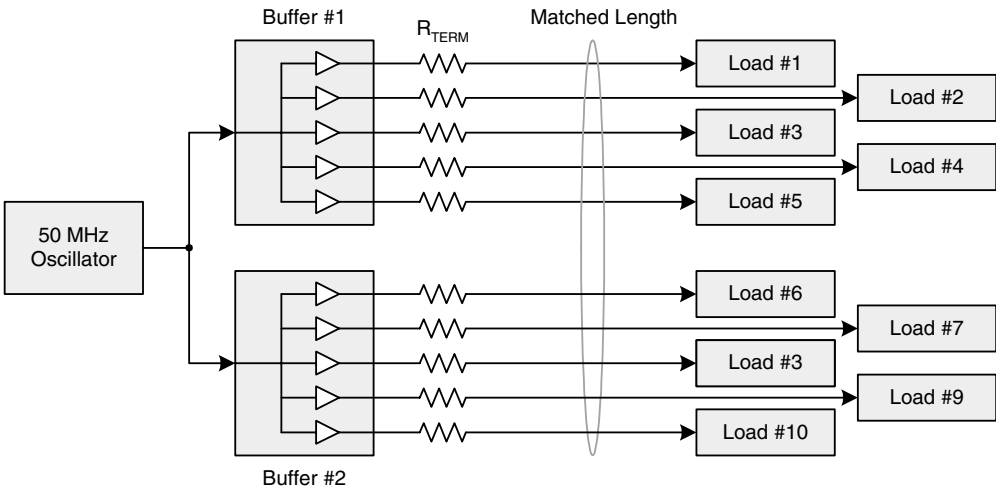 Buffer #1
R_TERM
Matched Length
Load #1
Load #2
Load #3
Load #4
Load #5
50 MHz
Oscillator
Load #6
Load #7
Load #3
Load #9
Load #10
Buffer #2